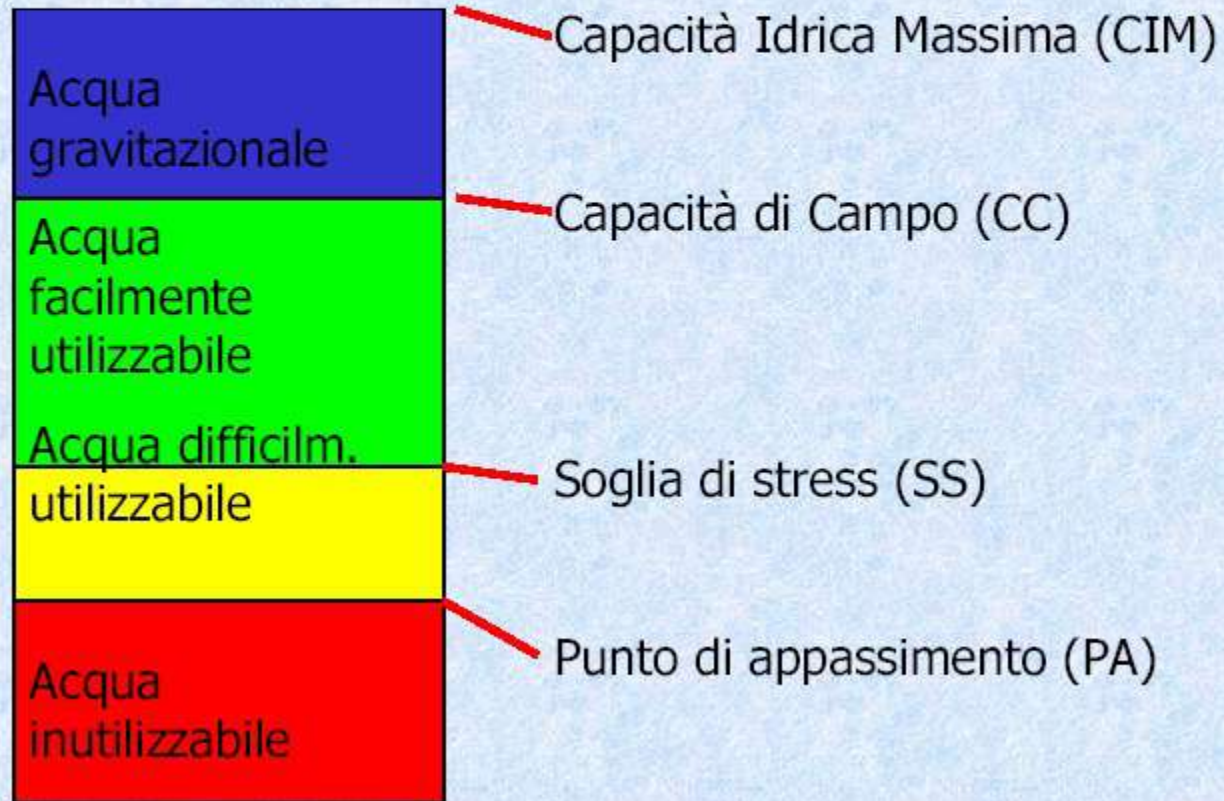 Capacità Idrica Massima (CIM)
Acqua
gravitazionale
Capacità di Campo (CC)
Acqua
facilmente
utilizzabile
Acqua difficilm.
utilizzabile
Soglia di stress (SS)
Punto di appassimento (PA)
Acqua
inutilizzabile